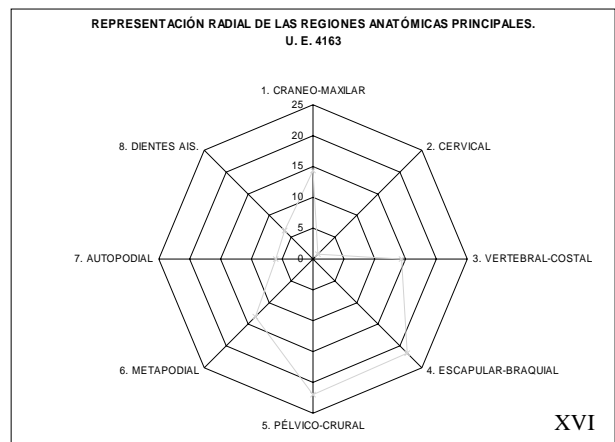 REPRESENTACIÓN RADIAL DE LAS REGIONES ANATÓMICAS PRINCIPALES.
U. E. 4163
1. CRANEO-MAXILAR
25
20
15
10
5
0
2. CERVICAL
3. VERTEBRAL-COSTAL
4. ESCAPULAR-BRAQUIAL
5. PÉLVICO-CRURAL
6. METAPODIAL
7. AUTOPODIAL
8. DIENTES AIS.
XVI